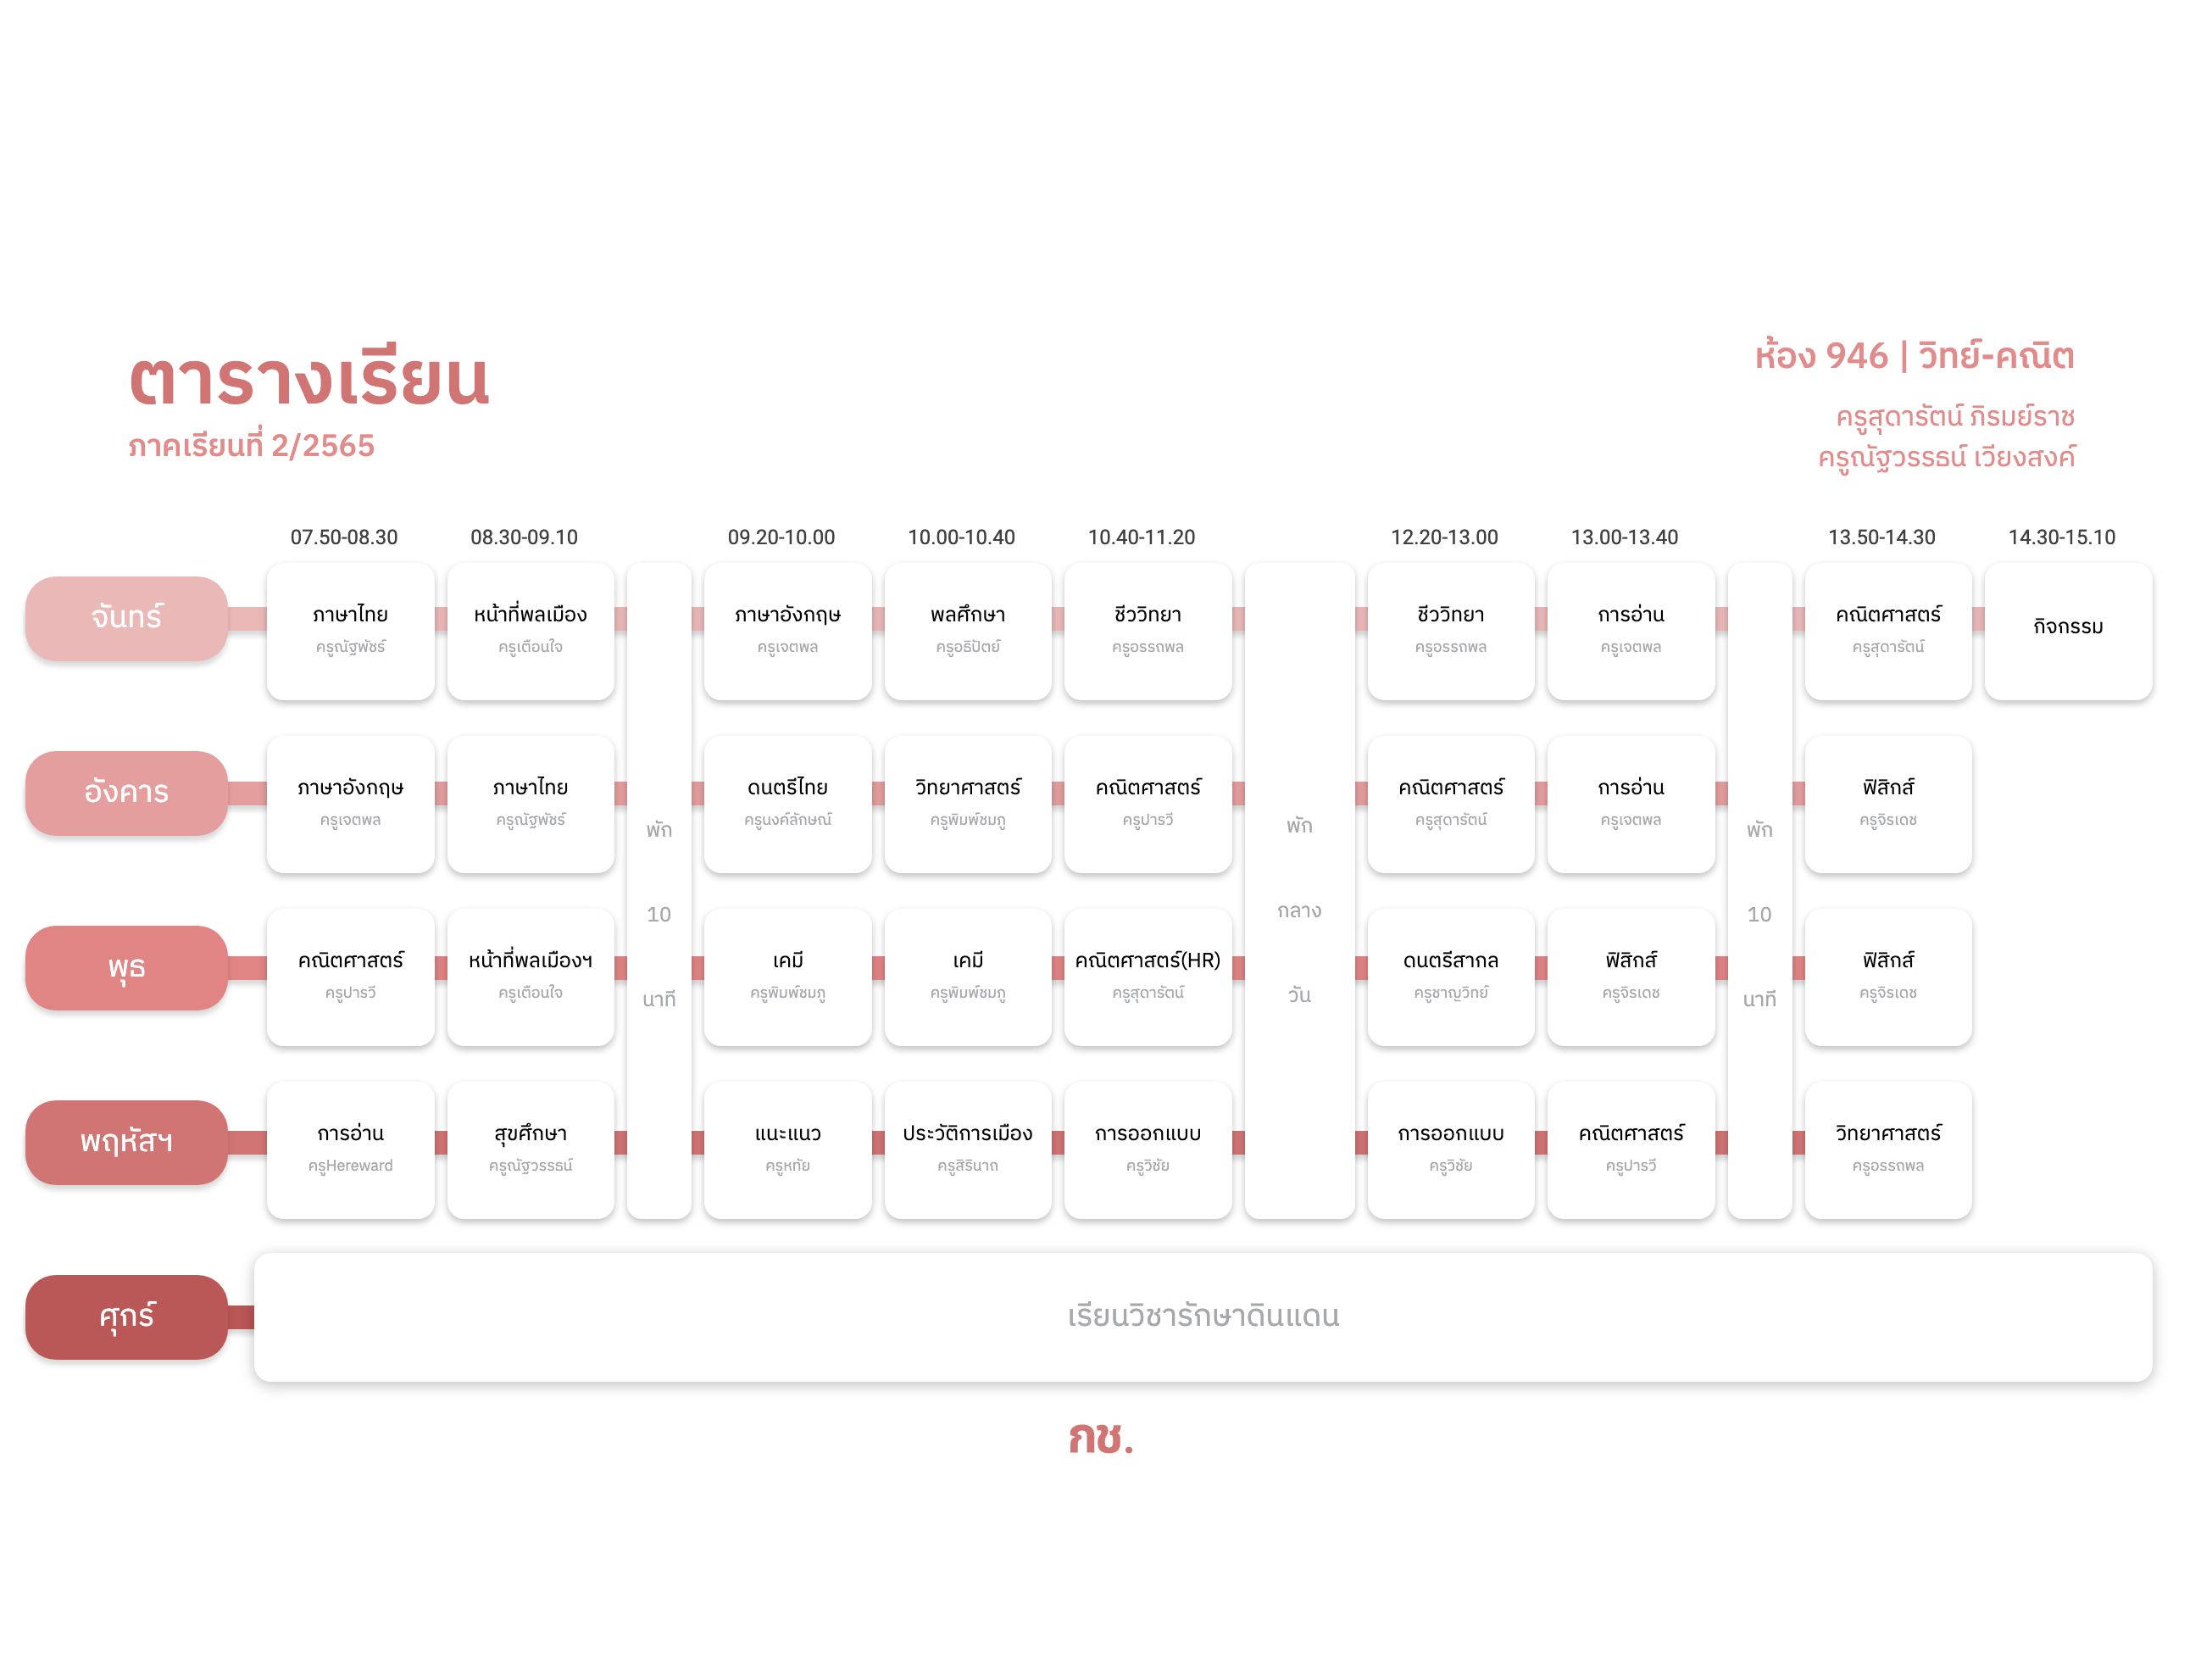 ตารางเรียน
ภาคเรียนที่ 2/2565
ห้อง 946 | วิทย์-คณิต
ครูสุดารัตน์ ภิรมย์ราช
ครูณัฐวรรธน์ เวียงสงค์
07.50-08.30 08.30-09.10 09.20-10.00 10.00-10.40 10.40-11.20 12.20-13.00 13.00-13.40 13.50-14.30 14.30-15.10
จันทร์
ภาษาไทย หน้าที่พลเมือง ภาษาอังกฤษ พลศึกษา ชีววิทยา ชีววิทยา การอ่าน คณิตศาสตร์ กิจกรรม
ครูณัฐพัชร์ ครูเตือนใจ ครูเจตพล ครูอธิปัตย์ ครูอรรถพล ครูอรรถพล ครูเจตพล ครูสุดารัตน์
อังคาร
ภาษาอังกฤษ ภาษาไทย ดนตรีไทย วิทยาศาสตร์ คณิตศาสตร์ คณิตศาสตร์ การอ่าน ฟิสิกส์
ครูเจตพล ครูณัฐพัชร์ ครูนงค์ลักษณ์ ครูพิมพ์ชมภู ครูปารวี ครูสุดารัตน์ ครูเจตพล ครูจิรเดช
พัก
10
นาที
พัก
กลาง
วัน
พัก
10
นาที
พุธ
คณิตศาสตร์ หน้าที่พลเมืองฯ เคมี เคมี คณิตศาสตร์(HR) ดนตรีสากล ฟิสิกส์ ฟิสิกส์
ครูปารวี ครูเตือนใจ ครูพิมพ์ชมภู ครูพิมพ์ชมภู ครูสุดารัตน์ ครูชาญวิทย์ ครูจิรเดช ครูจิรเดช
พฤหัสฯ
การอ่าน สุขศึกษา แนะแนว ประวัติการเมือง การออกแบบ การออกแบบ คณิตศาสตร์ วิทยาศาสตร์
ครูHereward ครูณัฐวรรธน์ ครูหทัย ครูสิรินาถ ครูวิชัย ครูวิชัย ครูปารวี ครูอรรถพล
ศุกร์
เรียนวิชารักษาดินแดน
กช.